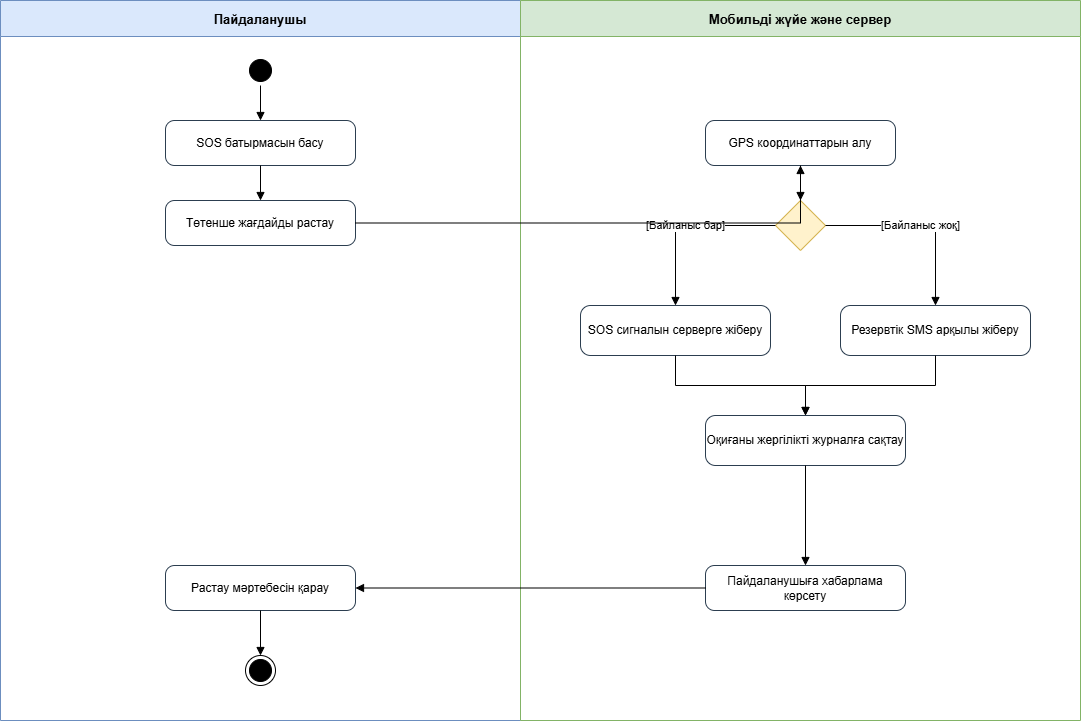 Пайдаланушы
Мобильді жүйе және сервер
SOS батырмасын басу
GPS координаттарын алу
Төтенше жағдайды растау
[Байланыс бар]
[Байланыс жоқ]
SOS сигналын серверге жіберу
Резервтік SMS арқылы жіберу
Оқиғаны жергілікті журналға сақтау
Растау мәртебесін қарау
Пайдаланушыға хабарлама
көрсету